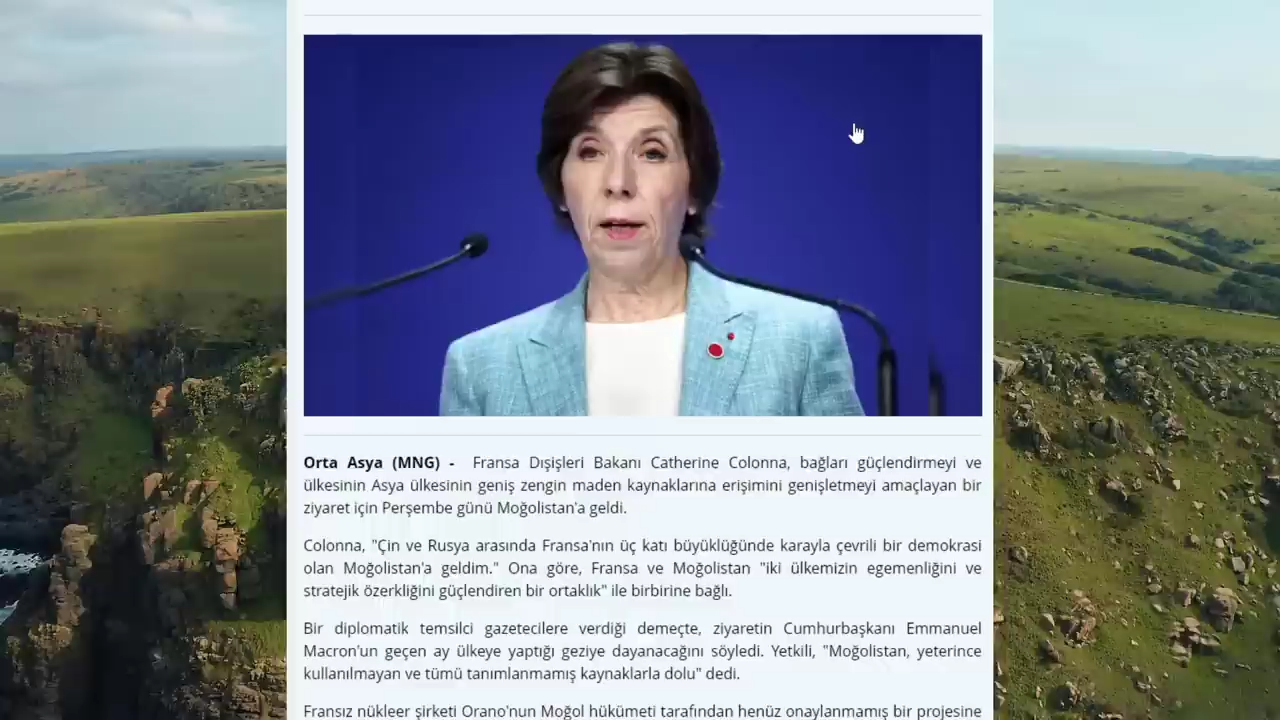 Orta Asya (MNG) - Fransa Dışişleri Bakanı Catherine Colonna, bağları güçlendirmeyi ve
ülkesinin Asya ülkesinin geniş zengin maden kaynaklarına erişimini genişletmeyi amaçlayan bir
ziyaret için Perşembe günü Moğolistan'a geldi.
Colonna, "Çin ve Rusya arasında Fransa'nın üç katı büyüklüğünde karayla çevrili bir demokrasi
olan Moğolistan'a geldim." Ona göre, Fransa ve Moğolistan "iki ülkemizin egemenliğini ve
stratejik özerkliğini güçlendiren bir ortaklık" ile birbirine bağlı.
Bir diplomatik temsilci gazetecilere verdiği demeçte, ziyaretin Cumhurbaşkanı Emmanuel
Macron'un geçen ay ülkeye yaptığı geziye dayanacağını söyledi. Yetkili, "Moğolistan, yeterince
kullanılmayan ve tümü tanımlanmamış kaynaklarla dolu" dedi.
Fransız nükleer şirketi Orano'nun Moğol hükümeti tarafından henüz onaylanmamış bir projesine